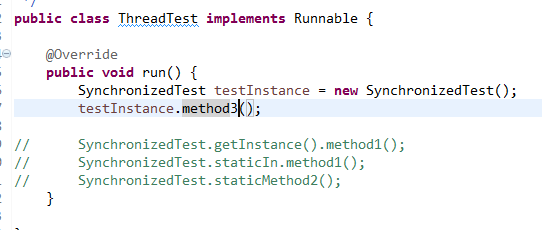 */
public class ThreadTest implements Runnable {
@Override
public void run() {
SynchronizedTest testInstance = new SynchronizedTest();
testInstance.method3();
// SynchronizedTest.getInstance().method1();
// SynchronizedTest.staticIn.method1();
// SynchronizedTest.staticMethod2();
}